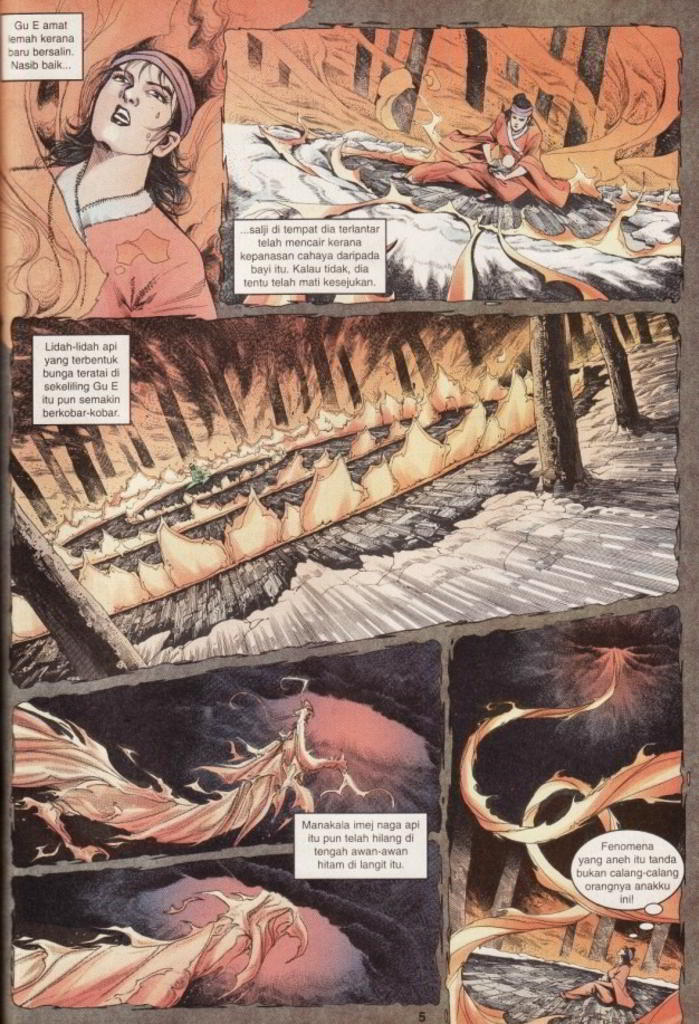 Gu E amat
lemah kerana
baru bersalin.
Nasib baik...
...salji di tempat dia terlantar
telah mencair kerana
kepanasan cahaya daripada
bayi itu. Kalau tidak, dia
tentu telah mati kesejukan.
Lidah-lidah api
yang terbentuk
bunga teratai di
sekeliling Gu E
itu pun semakin
berkobar-kobar.
Manakala imej naga api
itu pun telah hilang di
tengah awan-awan
hitam di langit itu.
Fenomena
yang aneh itu tanda
bukan calang-calang
orangnya anakku
ini!
5